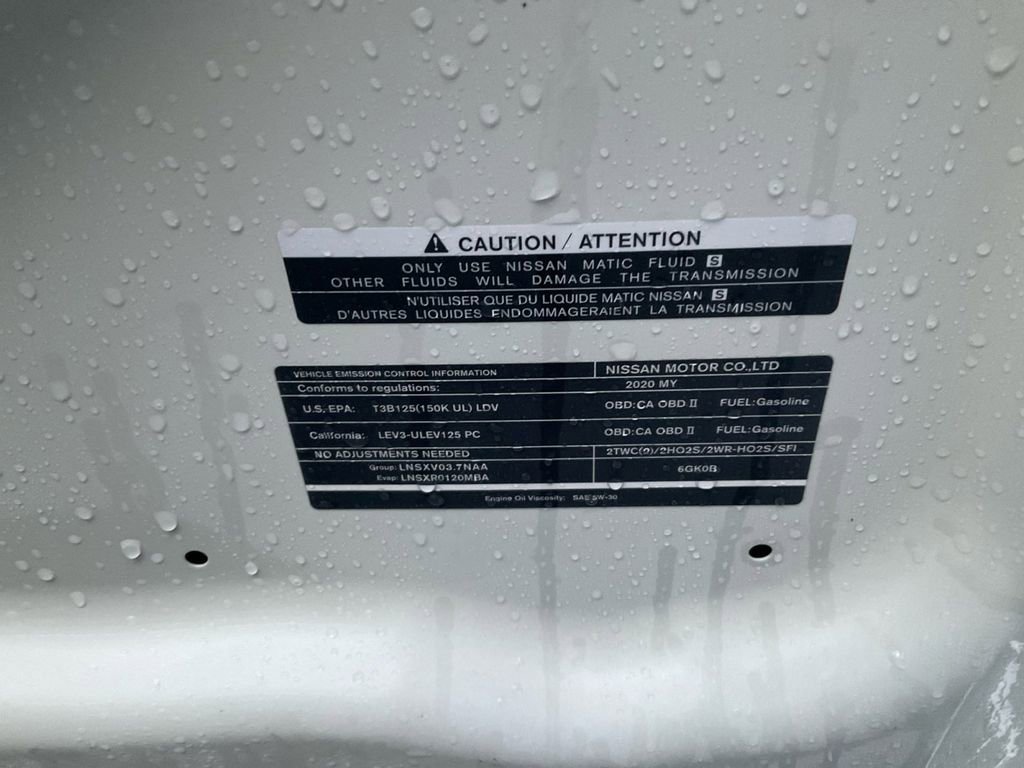 CAUTION / ATTENTION
ONLY USE NISSAN MATIC FLUID S
OTHER FLUIDS WILL DAMAGE THE TRANSMISSION
N'UTILISER QUE DU LIQUIDE MATIC NISSAN S
D'AUTRES LIQUIDES ENDOMMAGERAIENT LA TRANSMISSION
VEHICLE EMISSION CONTROL INFORMATION NISSAN MOTOR CO.,LTD
Conforms to regulations: 2020 MY
U.S. EPA: T3B125(150K UL) LDV OBD:CA OBD II FUEL:Gasoline
California: LEV3-ULEV125 PC OBD:CA OBD II FUEL:Gasoline
NO ADJUSTMENTS NEEDED 2TWC(2)/2HO2S/2WR-HO2S/SFI
Group: LNSXV03.7NAA 6GK0B
Evap: LNSXR0120MBA
Engine Oil Viscosity: SAE 5W-30